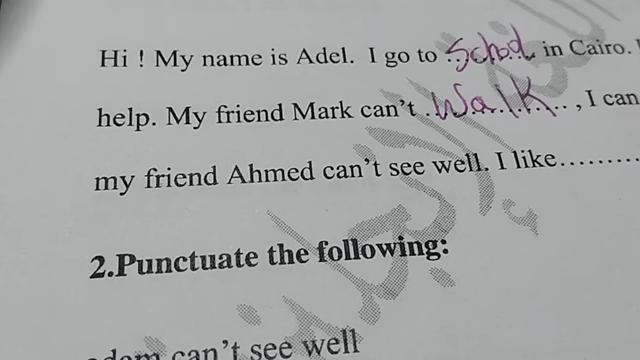 Hi ! My name is Adel. I go to School in Cairo.
help. My friend Mark can't Walk , I can
my friend Ahmed can't see well. I like..........
2.Punctuate the following:
adam can't see well